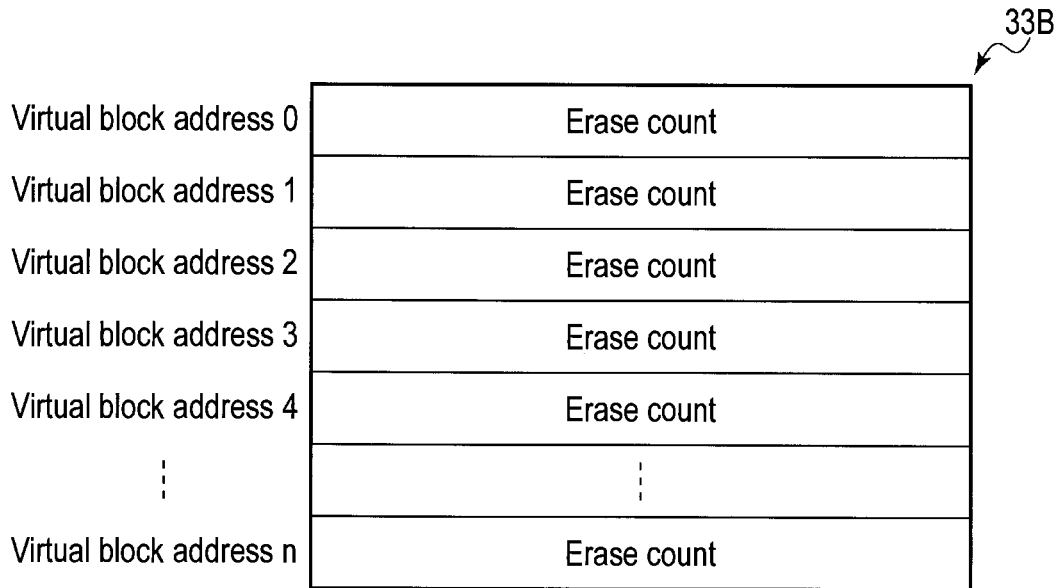 33B
Virtual block address 0 Erase count
Virtual block address 1 Erase count
Virtual block address 2 Erase count
Virtual block address 3 Erase count
Virtual block address 4 Erase count
Virtual block address n Erase count